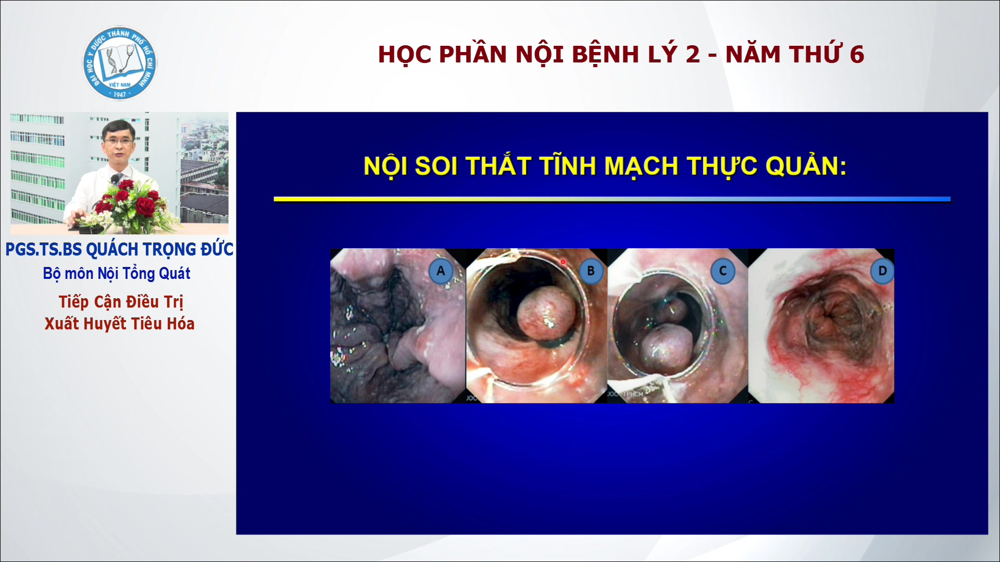 ĐẠI HỌC Y DƯỢC THÀNH PHỐ HỒ CHÍ MINH
VIỆT NAM
1947
HỌC PHẦN NỘI BỆNH LÝ 2 - NĂM THỨ 6
PGS.TS.BS QUÁCH TRỌNG ĐỨC
Bộ môn Nội Tổng Quát
Tiếp Cận Điều Trị
Xuất Huyết Tiêu Hóa
NỘI SOI THẮT TĨNH MẠCH THỰC QUẢN:
A
B
C
D
JOC TPHCM